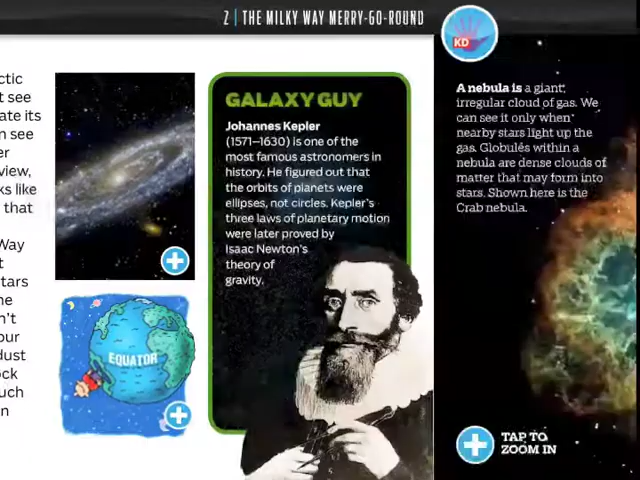 2 | THE MILKY WAY MERRY-GO-ROUND
ctic
t see
ate its
n see
er
view,
ks like
that
Way
t
tars
ne
n't
our
dust
ock
uch
n
EQUATOR
GALAXY GUY
Johannes Kepler
(1571–1630) is one of the
most famous astronomers in
history. He figured out that
the orbits of planets were
ellipses, not circles. Kepler's
three laws of planetary motion
were later proved by
Isaac Newton's
theory of
gravity.
KD
A nebula is a giant,
irregular cloud of gas. We
can see it only when
nearby stars light up the
gas. Globules within a
nebula are dense clouds of
matter that may form into
stars. Shown here is the
Crab nebula.
TAP TO
ZOOM IN